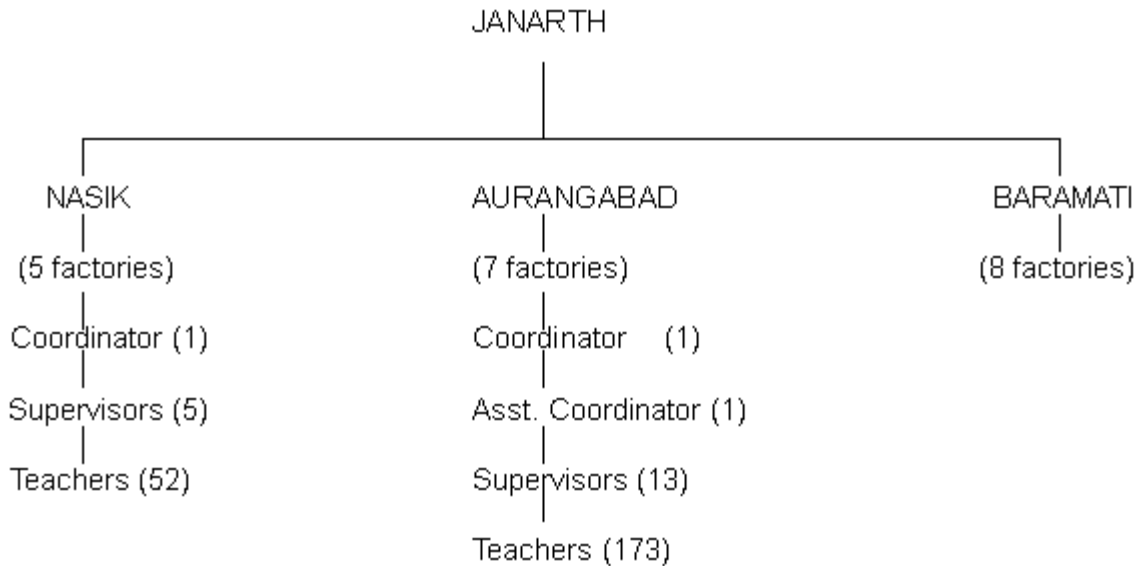 JANARTH
NASIK AURANGABAD BARAMATI
(5 factories) (7 factories) (8 factories)
Coordinator (1) Coordinator (1)
Supervisors (5) Asst. Coordinator (1)
Teachers (52) Supervisors (13)
Teachers (173)